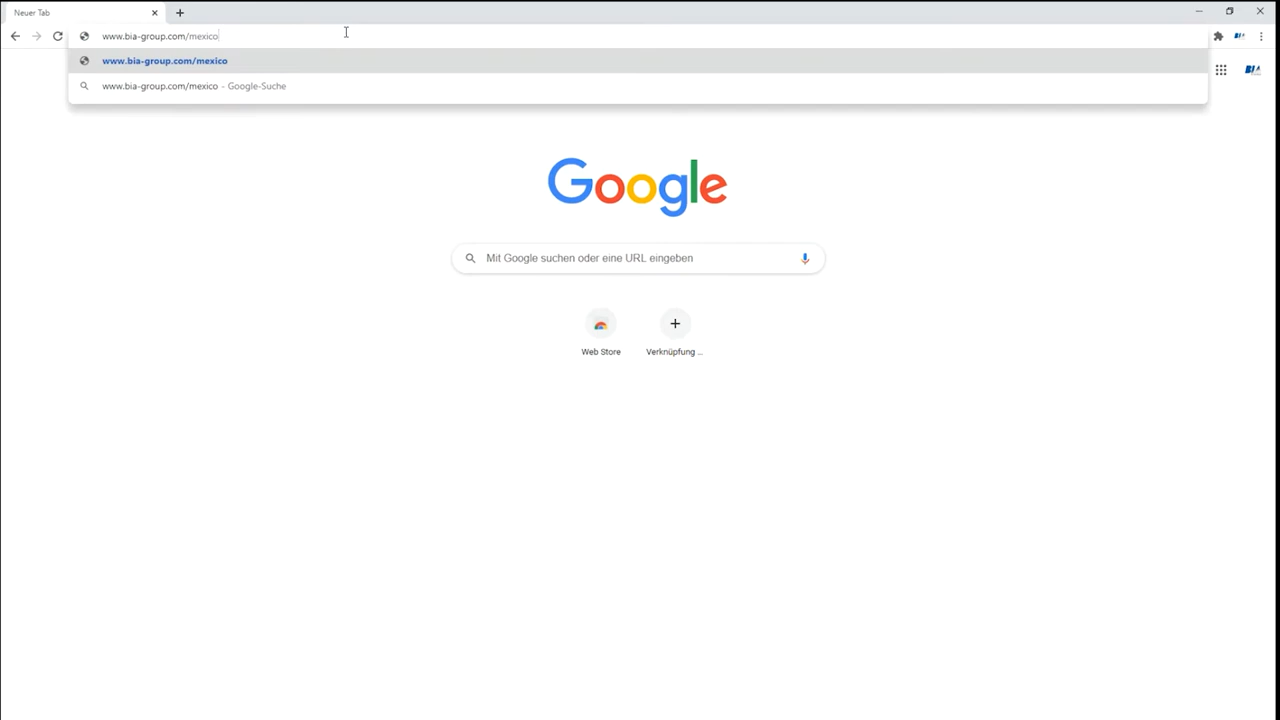 Neuer Tab
www.bia-group.com/mexico
www.bia-group.com/mexico
www.bia-group.com/mexico - Google-Suche
BIA
Google
Mit Google suchen oder eine URL eingeben
Web Store
Verknüpfung ...